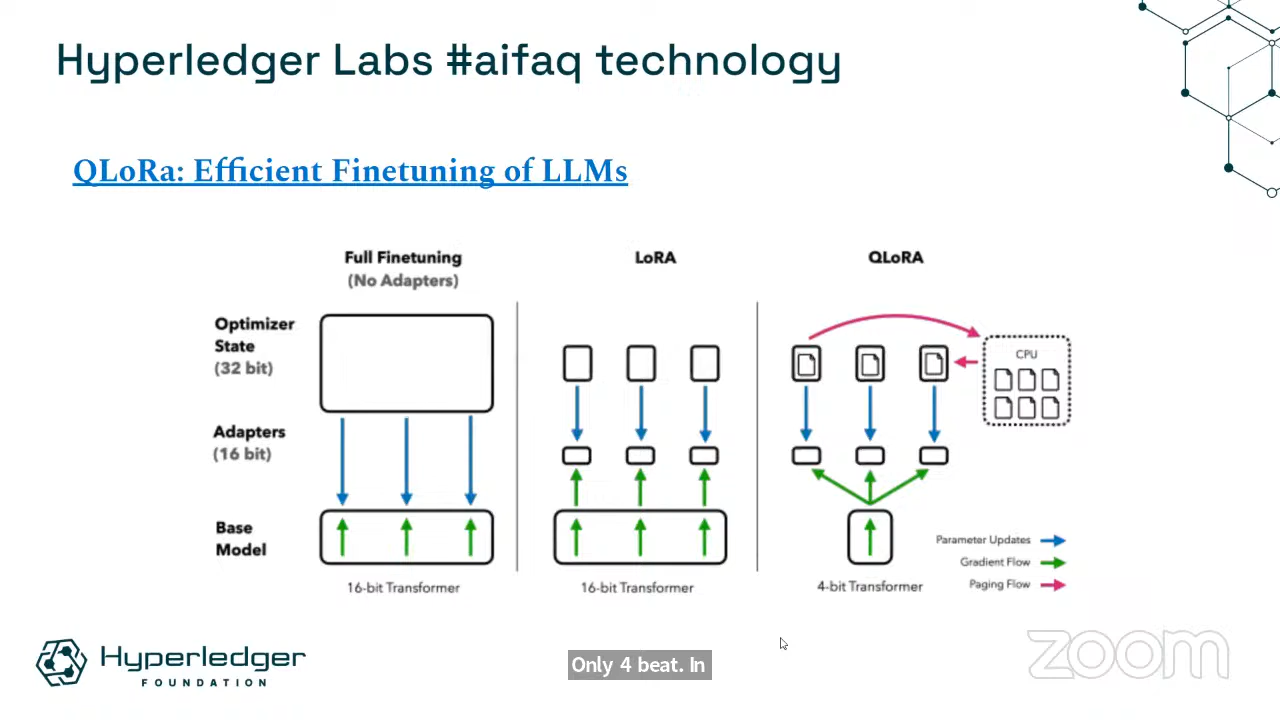 Hyperledger Labs #aifaq technology
QLoRa: Efficient Finetuning of LLMs
Full Finetuning
(No Adapters)
LoRA
QLoRA
Optimizer
State
(32 bit)
CPU
Adapters
(16 bit)
Base
Model
Parameter Updates
Gradient Flow
Paging Flow
16-bit Transformer
16-bit Transformer
4-bit Transformer
Hyperledger
FOUNDATION
Only 4 beat. In
zoom